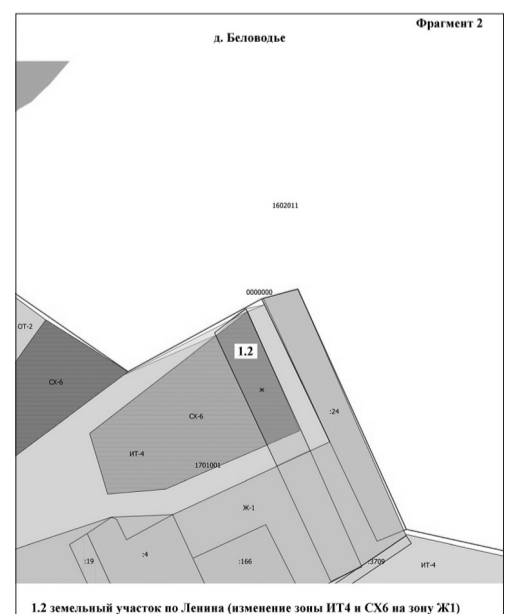 Фрагмент 2
д. Беловодье
1602011
0000000
ОТ-2
1.2
СХ-6
ж
:24
СХ-6
ИТ-4
1701001
Ж-1
:19
:4
:166
:3709
ИТ-4
1.2 земельный участок по Ленина (изменение зоны ИТ4 и СХ6 на зону Ж1)